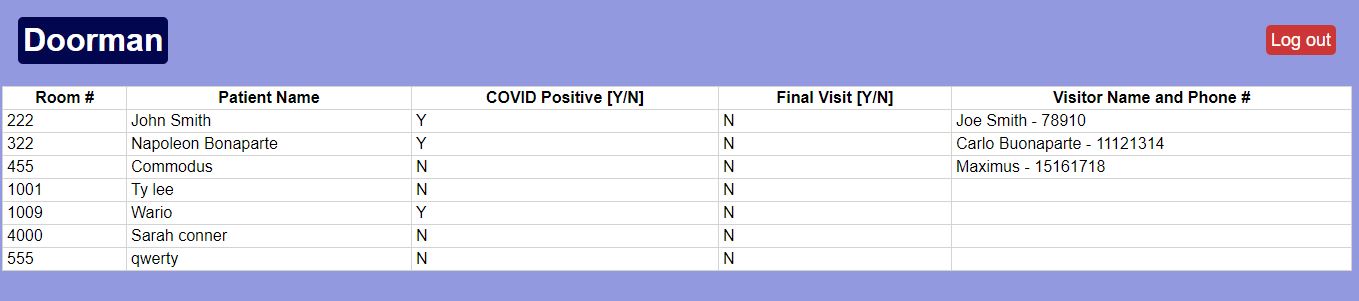 Doorman
Log out
Room # Patient Name COVID Positive [Y/N] Final Visit [Y/N] Visitor Name and Phone #
222 John Smith Y N Joe Smith - 78910
322 Napoleon Bonaparte Y N Carlo Buonaparte - 11121314
455 Commodus N N Maximus - 15161718
1001 Ty lee N N
1009 Wario Y N
4000 Sarah conner N N
555 qwerty N N